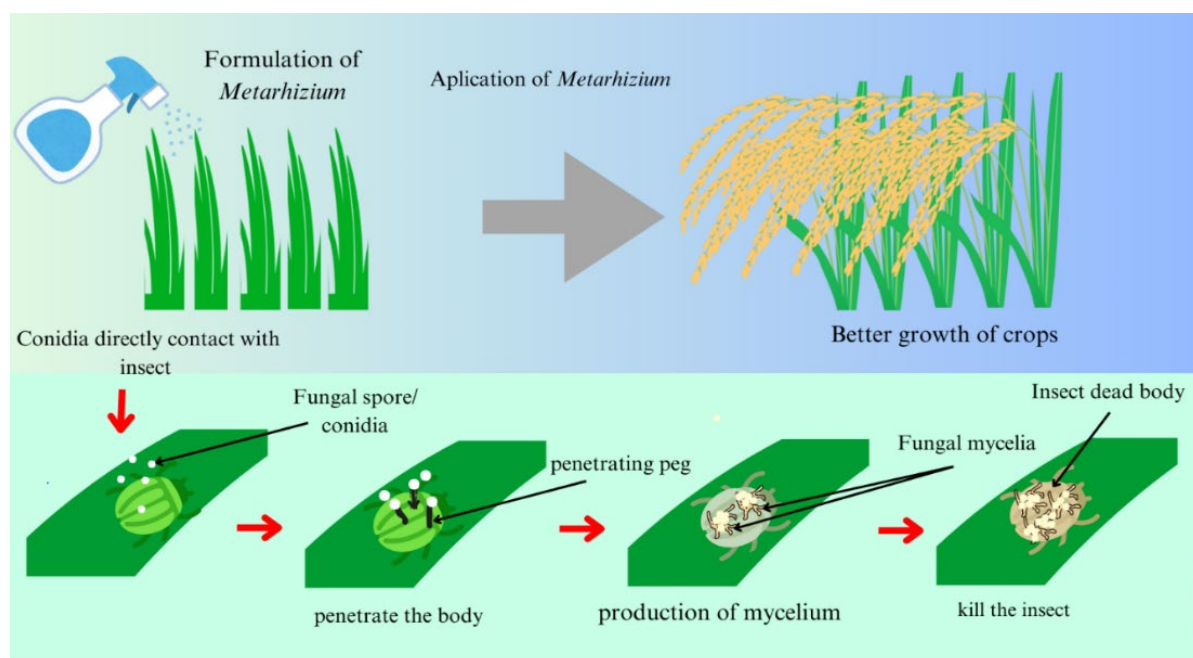 Formulation of
Metarhizium
Aplication of Metarhizium
Better growth of crops
Conidia directly contact with
insect
Fungal spore/
conidia
penetrating peg
Fungal mycelia
Insect dead body
penetrate the body
production of mycelium
kill the insect